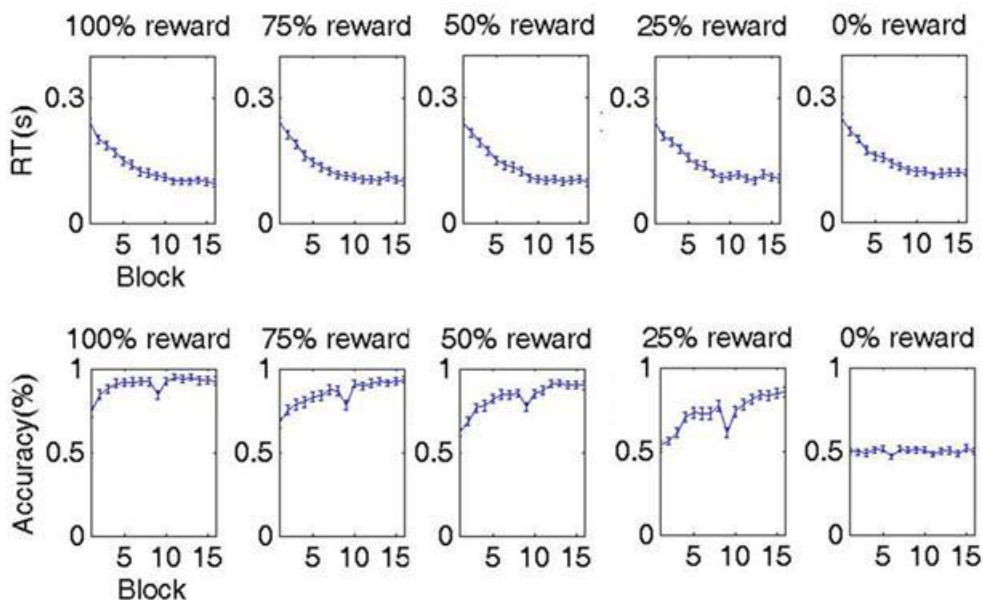 100% reward 75% reward 50% reward 25% reward 0% reward
RT(s)
0.3 0.3 0.3 0.3 0.3
0 0 0 0 0
5 10 15 5 10 15 5 10 15 5 10 15 5 10 15
Block
100% reward 75% reward 50% reward 25% reward 0% reward
Accuracy(%)
1 1 1 1 1
0.5 0.5 0.5 0.5 0.5
0 0 0 0 0
5 10 15 5 10 15 5 10 15 5 10 15 5 10 15
Block